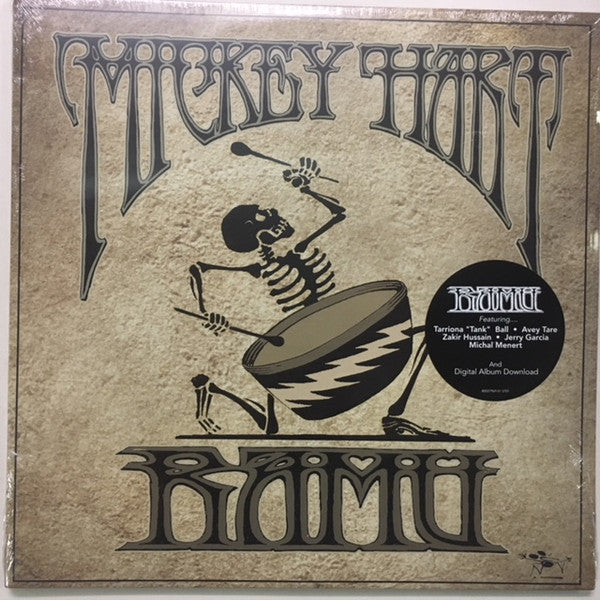 MICKEY HART
RAMU
Featuring....
Tarriona "Tank" Ball • Avey Tare
Zakir Hussain • Jerry Garcia
Michal Menert
And
Digital Album Download
RAMU